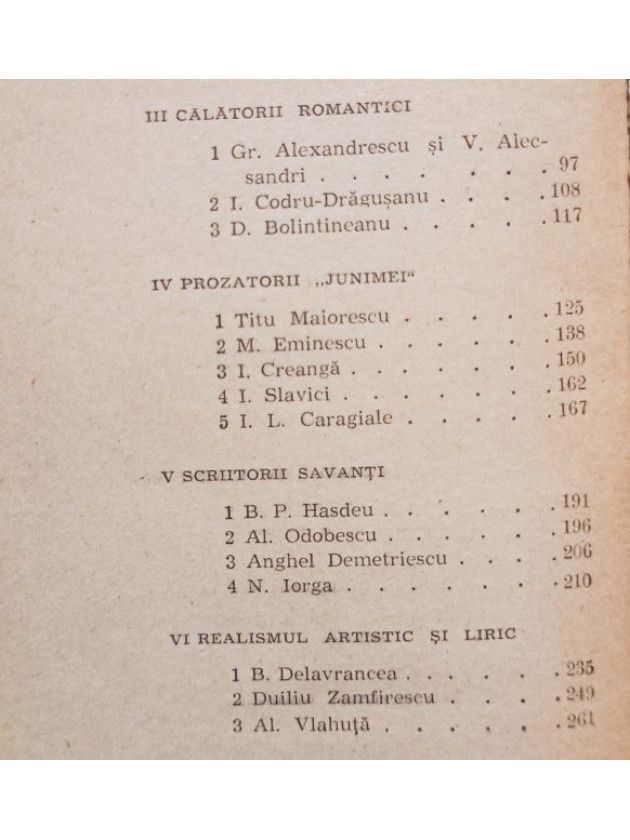 III CĂLĂTORII ROMANTICI
1 Gr. Alexandrescu și V. Alec-
sandri . . . . . . . 97
2 I. Codru-Drăgușanu . . . . 108
3 D. Bolintineanu . . . . . 117
IV PROZATORII „JUNIMEI“
1 Titu Maiorescu . . . . . 125
2 M. Eminescu . . . . . . 138
3 I. Creangă . . . . . . . 150
4 I. Slavici . . . . . . . 162
5 I. L. Caragiale . . . . . 167
V SCRIITORII SAVANȚI
1 B. P. Hasdeu . . . . . . 191
2 Al. Odobescu . . . . . . 196
3 Anghel Demetriescu . . . . 206
4 N. Iorga . . . . . . . 210
VI REALISMUL ARTISTIC ȘI LIRIC
1 B. Delavrancea . . . . . 235
2 Duiliu Zamfirescu . . . . 249
3 Al. Vlahuță . . . . . . 261